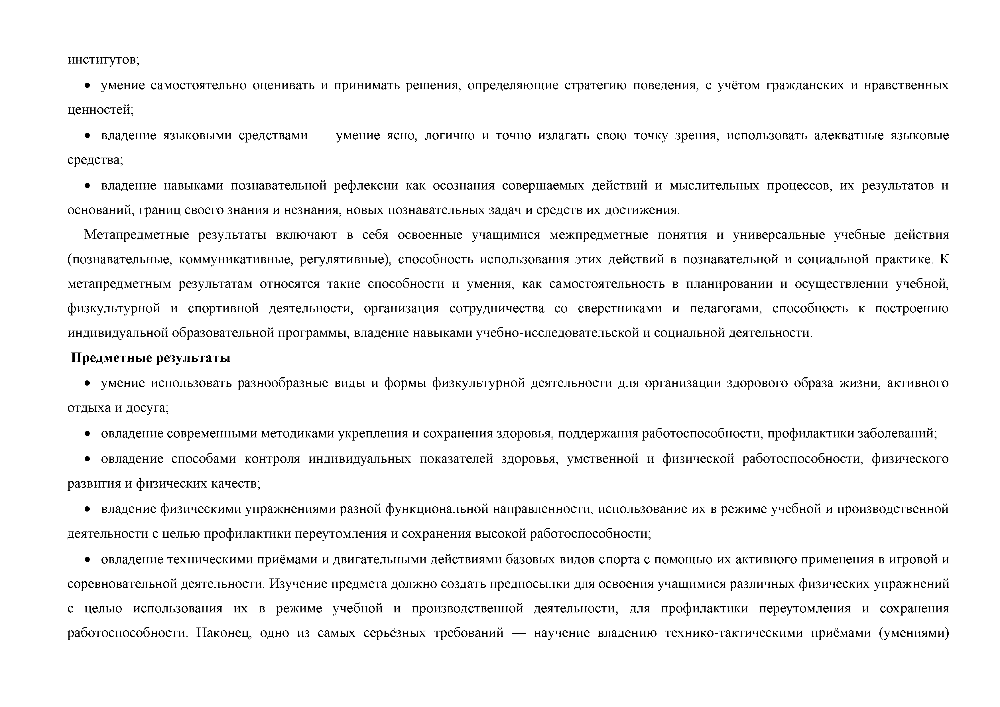 институтов;
• умение самостоятельно оценивать и принимать решения, определяющие стратегию поведения, с учётом гражданских и нравственных
ценностей;
• владение языковыми средствами — умение ясно, логично и точно излагать свою точку зрения, использовать адекватные языковые
средства;
• владение навыками познавательной рефлексии как осознания совершаемых действий и мыслительных процессов, их результатов и
оснований, границ своего знания и незнания, новых познавательных задач и средств их достижения.
Метапредметные результаты включают в себя освоенные учащимися межпредметные понятия и универсальные учебные действия
(познавательные, коммуникативные, регулятивные), способность использования этих действий в познавательной и социальной практике. К
метапредметным результатам относятся такие способности и умения, как самостоятельность в планировании и осуществлении учебной,
физкультурной и спортивной деятельности, организация сотрудничества со сверстниками и педагогами, способность к построению
индивидуальной образовательной программы, владение навыками учебно-исследовательской и социальной деятельности.
Предметные результаты
• умение использовать разнообразные виды и формы физкультурной деятельности для организации здорового образа жизни, активного
отдыха и досуга;
• овладение современными методиками укрепления и сохранения здоровья, поддержания работоспособности, профилактики заболеваний;
• овладение способами контроля индивидуальных показателей здоровья, умственной и физической работоспособности, физического
развития и физических качеств;
• владение физическими упражнениями разной функциональной направленности, использование их в режиме учебной и производственной
деятельности с целью профилактики переутомления и сохранения высокой работоспособности;
• овладение техническими приёмами и двигательными действиями базовых видов спорта с помощью их активного применения в игровой и
соревновательной деятельности. Изучение предмета должно создать предпосылки для освоения учащимися различных физических упражнений
с целью использования их в режиме учебной и производственной деятельности, для профилактики переутомления и сохранения
работоспособности. Наконец, одно из самых серьёзных требований — научение владению технико-тактическими приёмами (умениями)